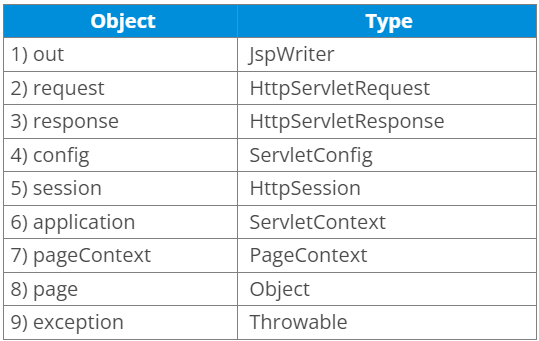 Object Type
1) out JspWriter
2) request HttpServletRequest
3) response HttpServletResponse
4) config ServletConfig
5) session HttpSession
6) application ServletContext
7) pageContext PageContext
8) page Object
9) exception Throwable